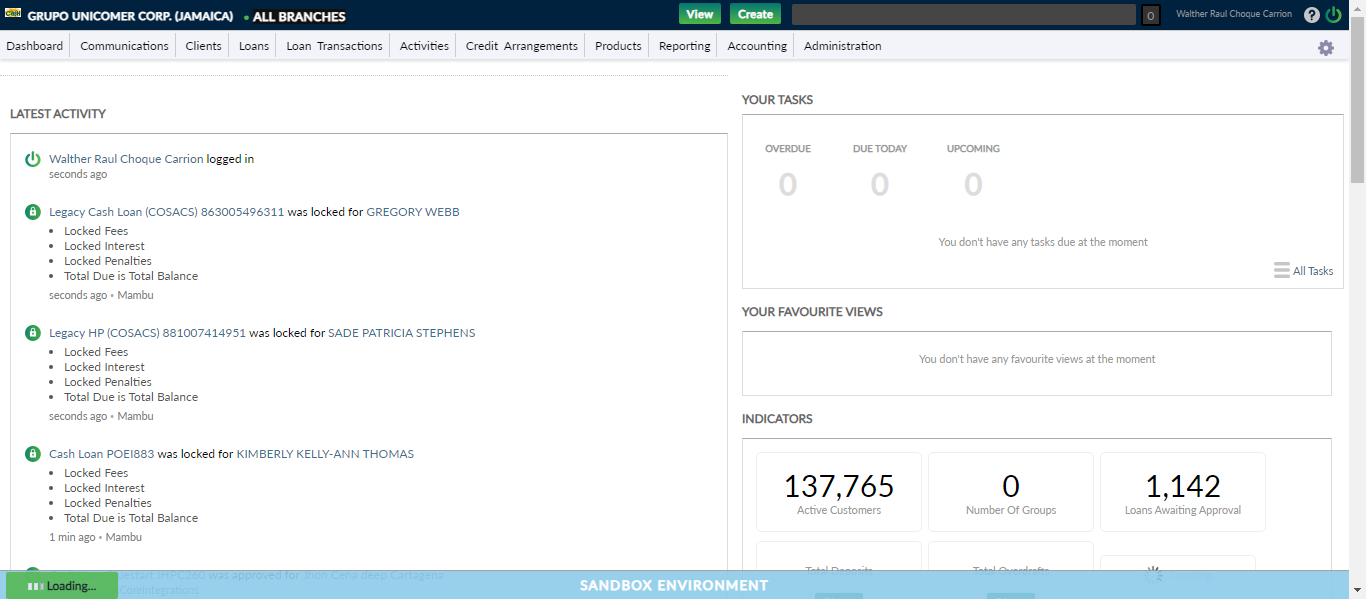 GRUPO UNICOMER CORP. (JAMAICA) • ALL BRANCHES View Create 0 Walther Raul Choque Carrion ?
Dashboard Communications Clients Loans Loan Transactions Activities Credit Arrangements Products Reporting Accounting Administration
LATEST ACTIVITY
Walther Raul Choque Carrion logged in
seconds ago
Legacy Cash Loan (COSACS) 863005496311 was locked for GREGORY WEBB
• Locked Fees
• Locked Interest
• Locked Penalties
• Total Due is Total Balance
seconds ago • Mambu
Legacy HP (COSACS) 881007414951 was locked for SADE PATRICIA STEPHENS
• Locked Fees
• Locked Interest
• Locked Penalties
• Total Due is Total Balance
seconds ago • Mambu
Cash Loan POEI883 was locked for KIMBERLY KELLY-ANN THOMAS
• Locked Fees
• Locked Interest
• Locked Penalties
• Total Due is Total Balance
1 min ago • Mambu
JHPC260 was approved for Jhon Cena deep Cartagena
CoreIntegrations
Loading...
SANDBOX ENVIRONMENT
YOUR TASKS
OVERDUE DUE TODAY UPCOMING
0 0 0
You don't have any tasks due at the moment
All Tasks
YOUR FAVOURITE VIEWS
You don't have any favourite views at the moment
INDICATORS
137,765 0 1,142
Active Customers Number Of Groups Loans Awaiting Approval
Total Deposits Total Overdrafts